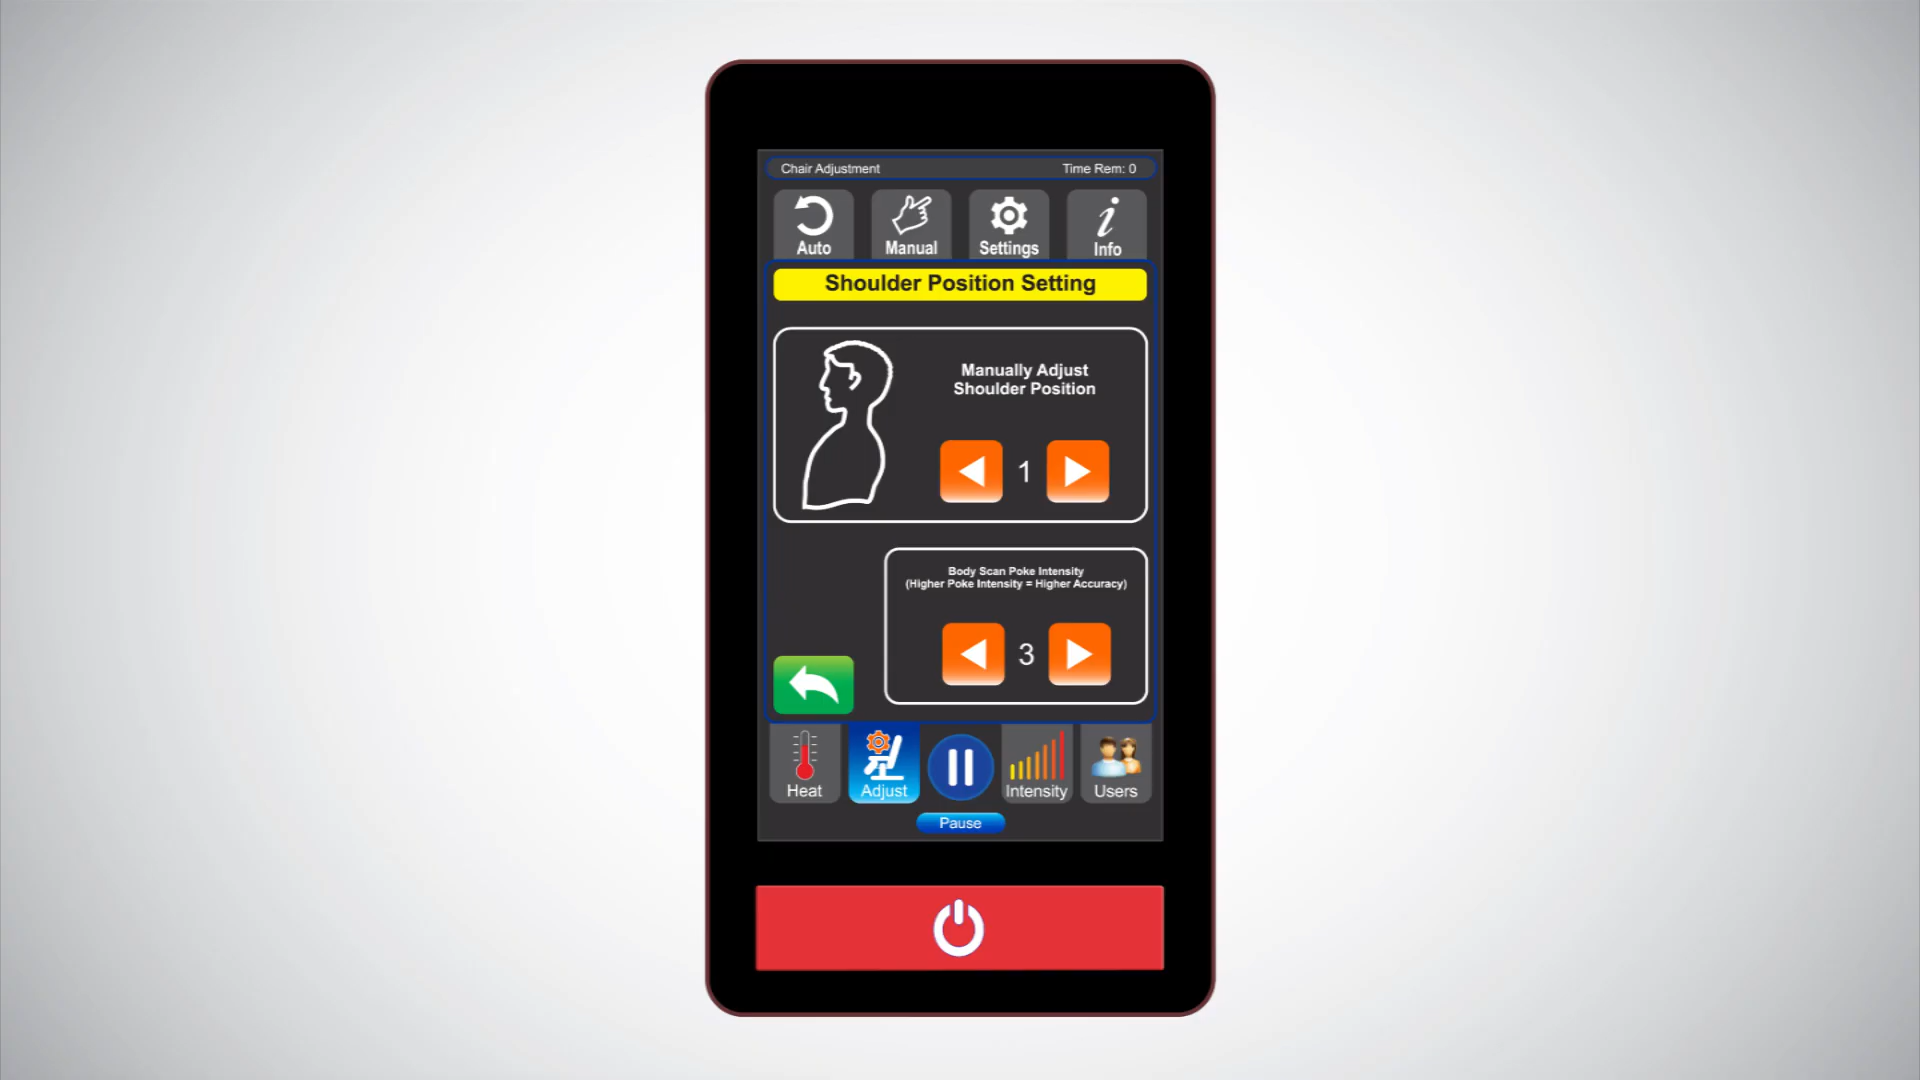 Chair Adjustment Time Rem: 0
Auto Manual Settings Info
Shoulder Position Setting
Manually Adjust
Shoulder Position
1
Body Scan Poke Intensity
(Higher Poke Intensity = Higher Accuracy)
3
Heat Adjust Intensity Users
Pause